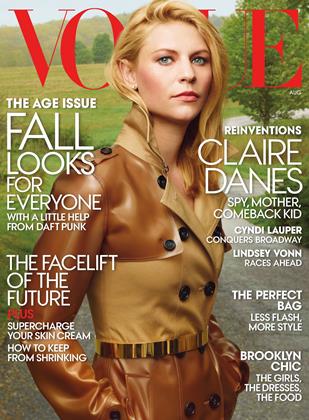 VOGUE
AUG
THE AGE ISSUE
FALL
LOOKS
FOR
EVERYONE
WITH A LITTLE HELP
FROM DAFT PUNK
THE FACELIFT
OF THE
FUTURE
PLUS
SUPERCHARGE
YOUR SKIN CREAM
HOW TO KEEP
FROM SHRINKING
REINVENTIONS
CLAIRE
DANES
SPY, MOTHER,
COMEBACK KID
CYNDI LAUPER
CONQUERS BROADWAY
LINDSEY VONN
RACES AHEAD
THE PERFECT
BAG
LESS FLASH,
MORE STYLE
BROOKLYN
CHIC
THE GIRLS,
THE DRESSES,
THE FOOD